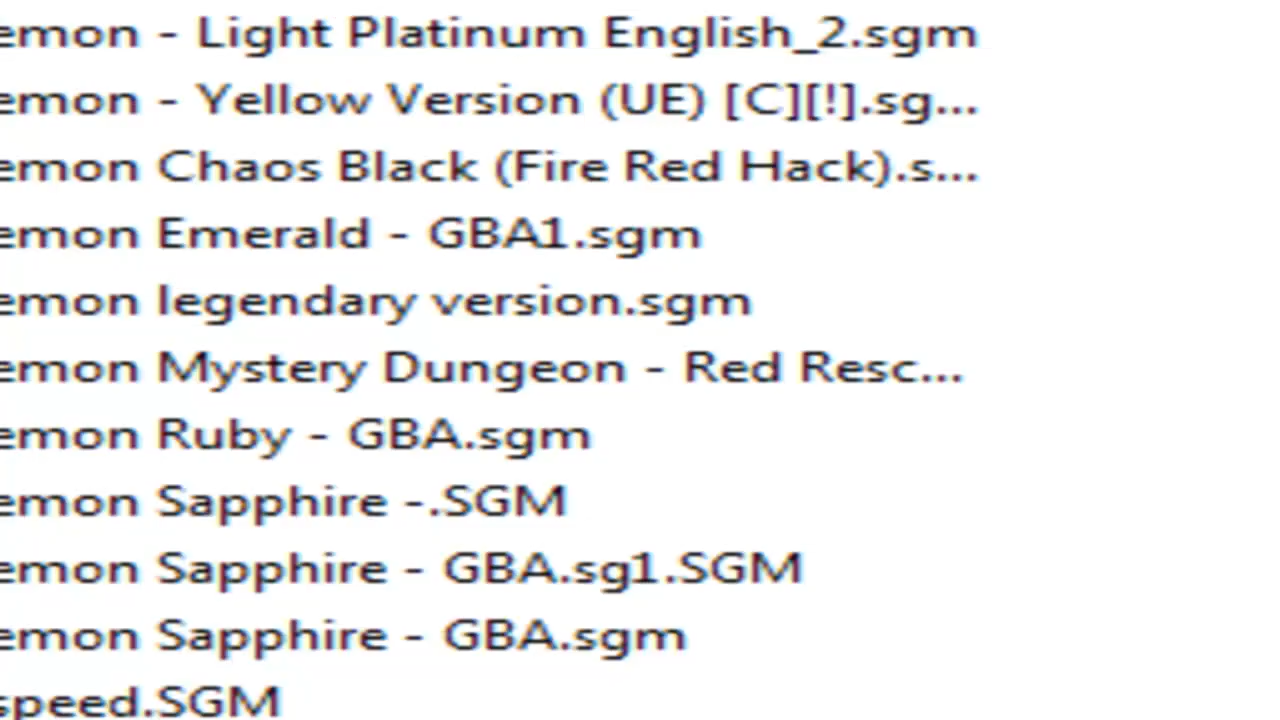 emon - Light Platinum English_2.sgm
emon - Yellow Version (UE) [C][!].sg...
emon Chaos Black (Fire Red Hack).s...
emon Emerald - GBA1.sgm
emon legendary version.sgm
emon Mystery Dungeon - Red Resc...
emon Ruby - GBA.sgm
emon Sapphire -.SGM
emon Sapphire - GBA.sg1.SGM
emon Sapphire - GBA.sgm
speed.SGM